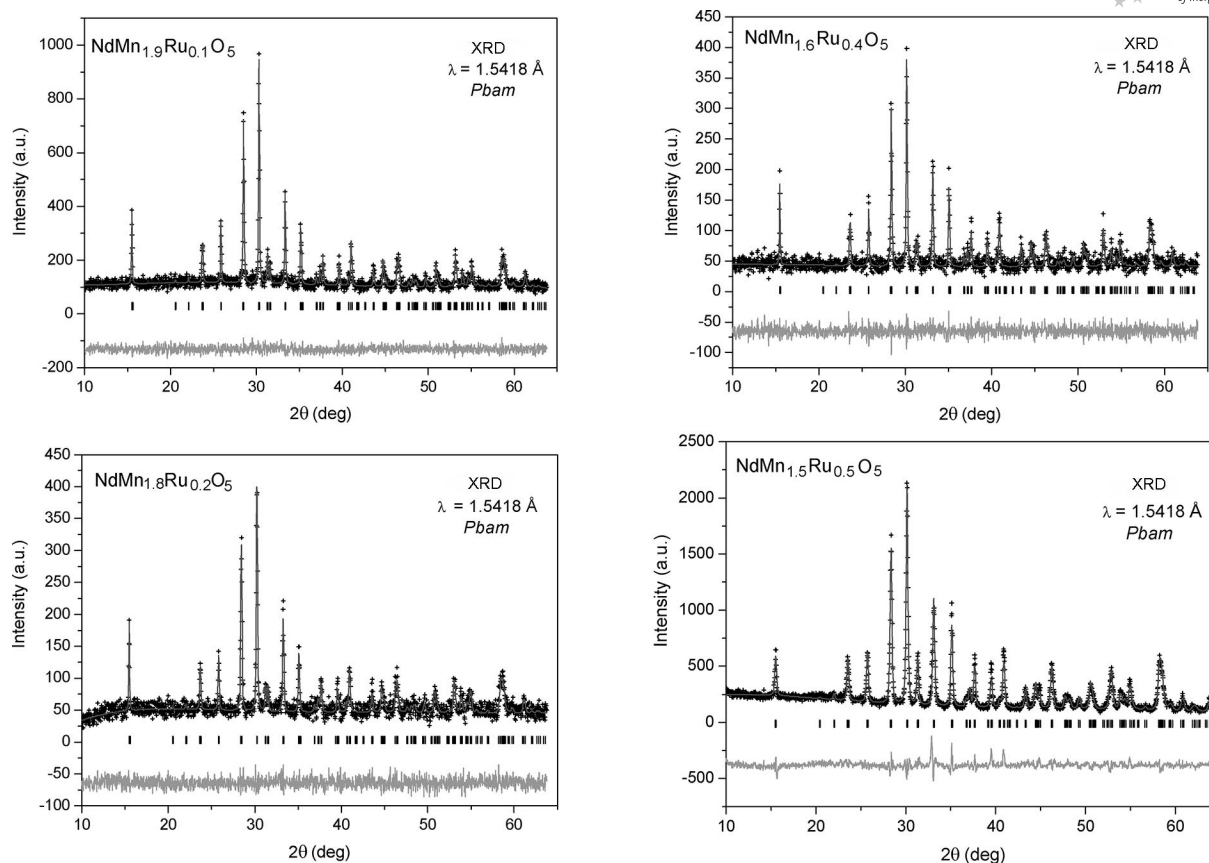 NdMn1.9Ru0.1O5
XRD
λ = 1.5418 Å
Pbam
Intensity (a.u.)
1000
800
600
400
200
0
-200
10 20 30 40 50 60
2θ (deg)
NdMn1.6Ru0.4O5
XRD
λ = 1.5418 Å
Pbam
Intensity (a.u.)
450
400
350
300
250
200
150
100
50
0
-50
-100
10 20 30 40 50 60
2θ (deg)
NdMn1.8Ru0.2O5
XRD
λ = 1.5418 Å
Pbam
Intensity (a.u.)
450
400
350
300
250
200
150
100
50
0
-50
-100
10 20 30 40 50 60
2θ (deg)
NdMn1.5Ru0.5O5
XRD
λ = 1.5418 Å
Pbam
Intensity (a.u.)
2500
2000
1500
1000
500
0
-500
10 20 30 40 50 60
2θ (deg)